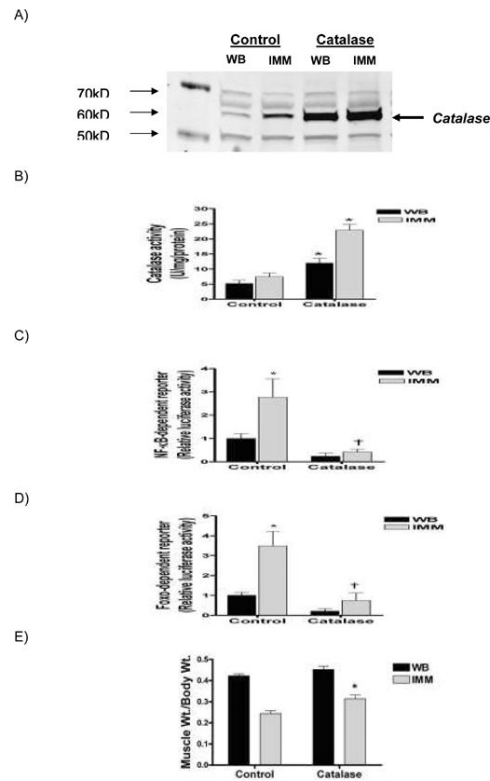 A)
Control Catalase
WB IMM WB IMM
70kD
60kD
50kD
Catalase
B)
Catalase activity
(U/mg/protein)
30
25
20
15
10
5
0
* *
WB
IMM
Control Catalase
C)
NF-κB-dependent reporter
(Relative luciferase activity)
4
3
2
1
0
* †
WB
IMM
Control Catalase
D)
Foxo-dependent reporter
(Relative luciferase activity)
5
4
3
2
1
0
* †
WB
IMM
Control Catalase
E)
Muscle Wt./Body Wt.
0.5
0.4
0.3
0.2
0.1
0.0
*
WB
IMM
Control Catalase